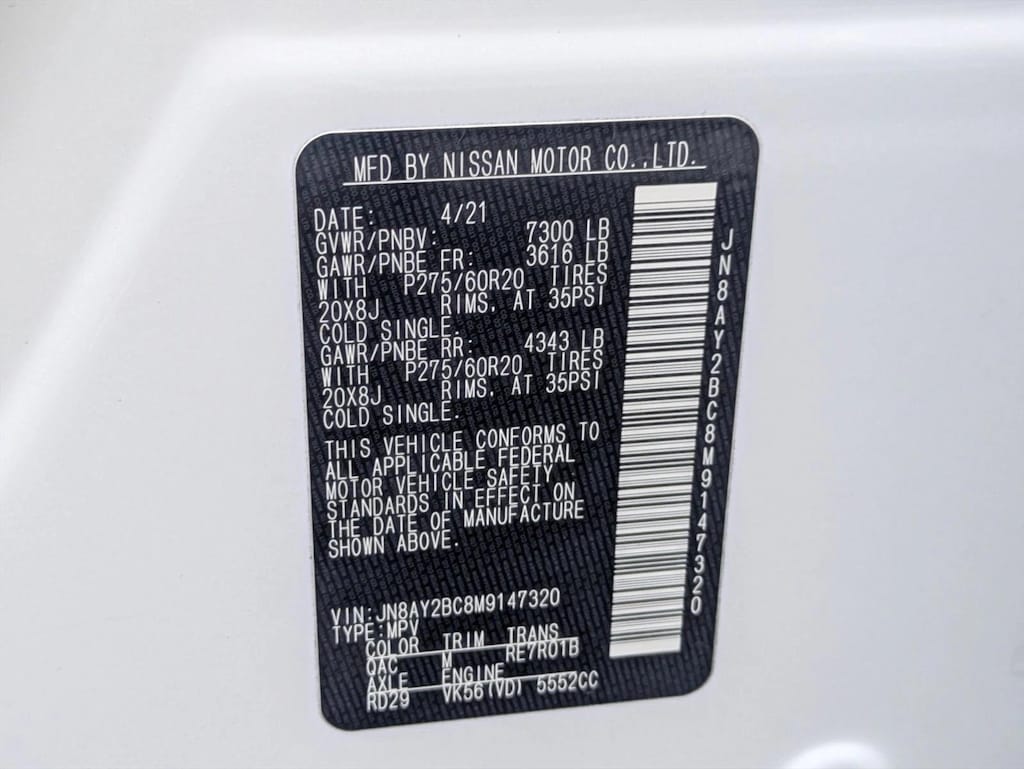 MFD BY NISSAN MOTOR CO.,LTD.
DATE: 4/21
GVWR/PNBV: 7300 LB
GAWR/PNBE FR: 3616 LB
WITH P275/60R20 TIRES
20X8J RIMS, AT 35PSI
COLD SINGLE.
GAWR/PNBE RR: 4343 LB
WITH P275/60R20 TIRES
20X8J RIMS, AT 35PSI
COLD SINGLE.
THIS VEHICLE CONFORMS TO
ALL APPLICABLE FEDERAL
MOTOR VEHICLE SAFETY
STANDARDS IN EFFECT ON
THE DATE OF MANUFACTURE
SHOWN ABOVE.
VIN:JN8AY2BC8M9147320
TYPE:MPV
COLOR TRIM TRANS
QAC M RE7R01B
AXLE ENGINE
RD29 VK56(VD) 5552CC
JN8AY2BC8M9147320